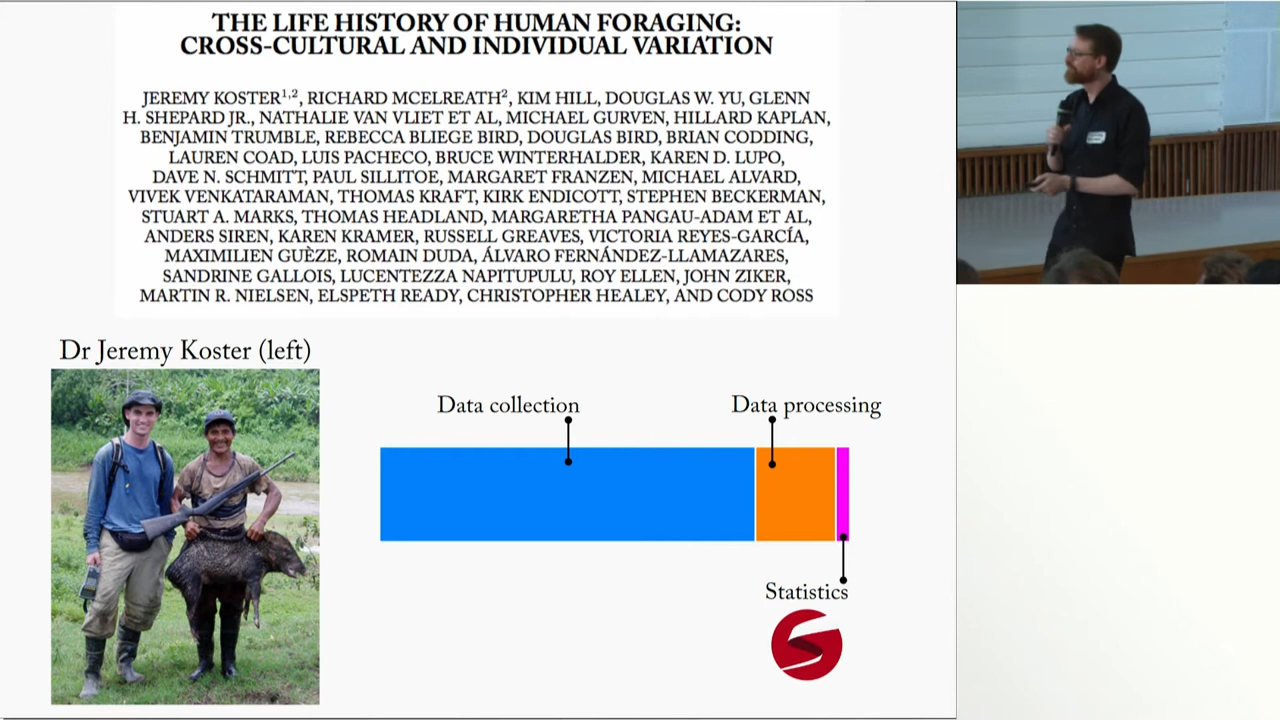 THE LIFE HISTORY OF HUMAN FORAGING:
CROSS-CULTURAL AND INDIVIDUAL VARIATION
JEREMY KOSTER1,2, RICHARD MCELREATH2, KIM HILL, DOUGLAS W. YU, GLENN
H. SHEPARD JR., NATHALIE VAN VLIET ET AL, MICHAEL GURVEN, HILLARD KAPLAN,
BENJAMIN TRUMBLE, REBECCA BLIEGE BIRD, DOUGLAS BIRD, BRIAN CODDING,
LAUREN COAD, LUIS PACHECO, BRUCE WINTERHALDER, KAREN D. LUPO,
DAVE N. SCHMITT, PAUL SILLITOE, MARGARET FRANZEN, MICHAEL ALVARD,
VIVEK VENKATARAMAN, THOMAS KRAFT, KIRK ENDICOTT, STEPHEN BECKERMAN,
STUART A. MARKS, THOMAS HEADLAND, MARGARETHA PANGAU-ADAM ET AL,
ANDERS SIREN, KAREN KRAMER, RUSSELL GREAVES, VICTORIA REYES-GARCÍA,
MAXIMILIEN GUÈZE, ROMAIN DUDA, ÁLVARO FERNÁNDEZ-LLAMAZARES,
SANDRINE GALLOIS, LUCENTEZZA NAPITUPULU, ROY ELLEN, JOHN ZIKER,
MARTIN R. NIELSEN, ELSPETH READY, CHRISTOPHER HEALEY, AND CODY ROSS
Dr Jeremy Koster (left)
Data collection
Data processing
Statistics